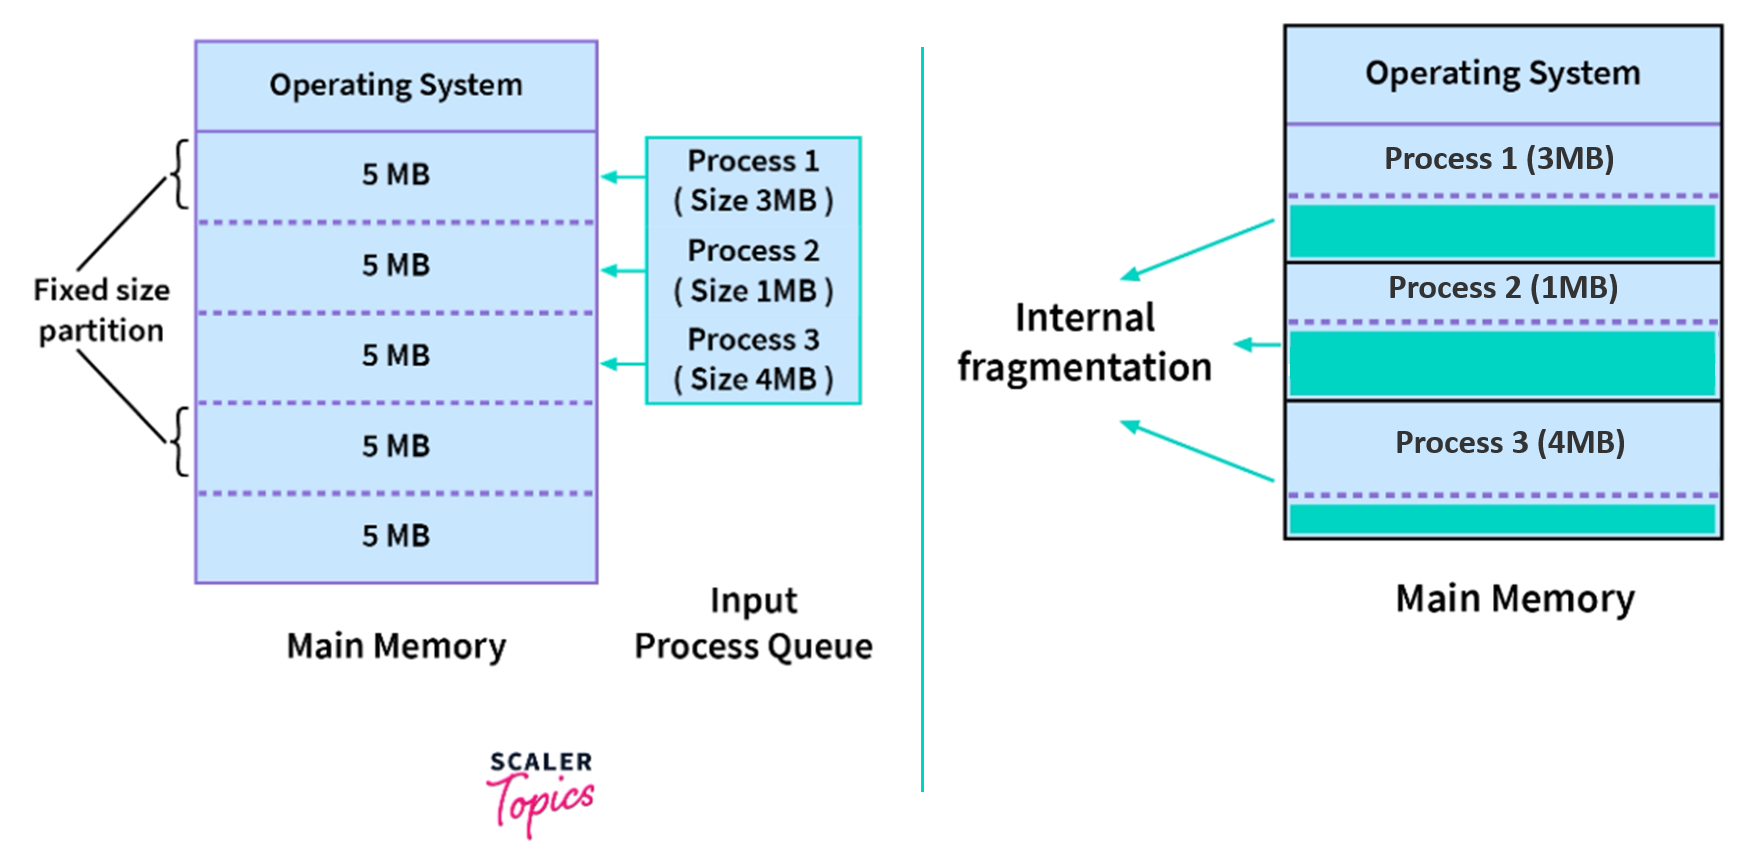 Operating System
5 MB
5 MB
5 MB
5 MB
5 MB
Fixed size
partition
Main Memory
Process 1
( Size 3MB )
Process 2
( Size 1MB )
Process 3
( Size 4MB )
Input
Process Queue
SCALER
Topics
Internal
fragmentation
Operating System
Process 1 (3MB)
Process 2 (1MB)
Process 3 (4MB)
Main Memory